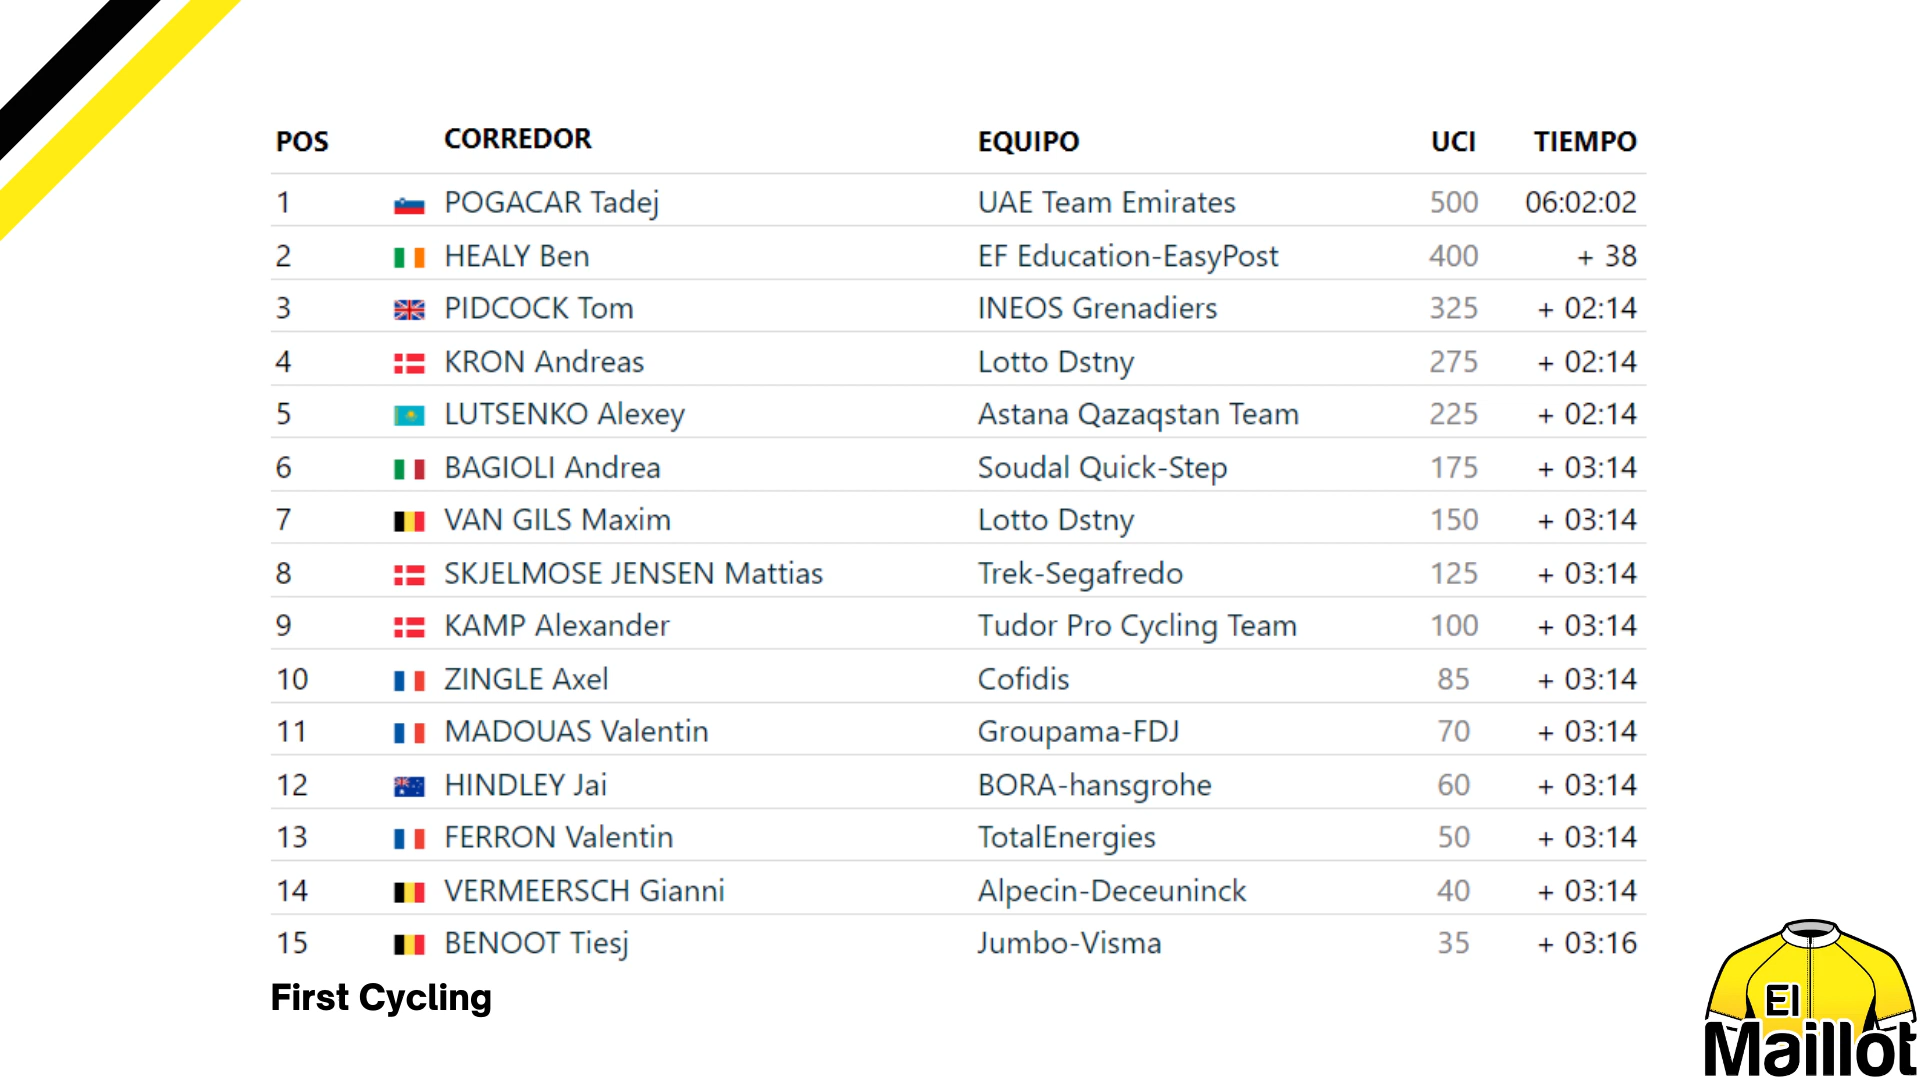 POS CORREDOR EQUIPO UCI TIEMPO
1 POGACAR Tadej UAE Team Emirates 500 06:02:02
2 HEALY Ben EF Education-EasyPost 400 + 38
3 PIDCOCK Tom INEOS Grenadiers 325 + 02:14
4 KRON Andreas Lotto Dstny 275 + 02:14
5 LUTSENKO Alexey Astana Qazaqstan Team 225 + 02:14
6 BAGIOLI Andrea Soudal Quick-Step 175 + 03:14
7 VAN GILS Maxim Lotto Dstny 150 + 03:14
8 SKJELMOSE JENSEN Mattias Trek-Segafredo 125 + 03:14
9 KAMP Alexander Tudor Pro Cycling Team 100 + 03:14
10 ZINGLE Axel Cofidis 85 + 03:14
11 MADOUAS Valentin Groupama-FDJ 70 + 03:14
12 HINDLEY Jai BORA-hansgrohe 60 + 03:14
13 FERRON Valentin TotalEnergies 50 + 03:14
14 VERMEERSCH Gianni Alpecin-Deceuninck 40 + 03:14
15 BENOOT Tiesj Jumbo-Visma 35 + 03:16
First Cycling
El
Maillot